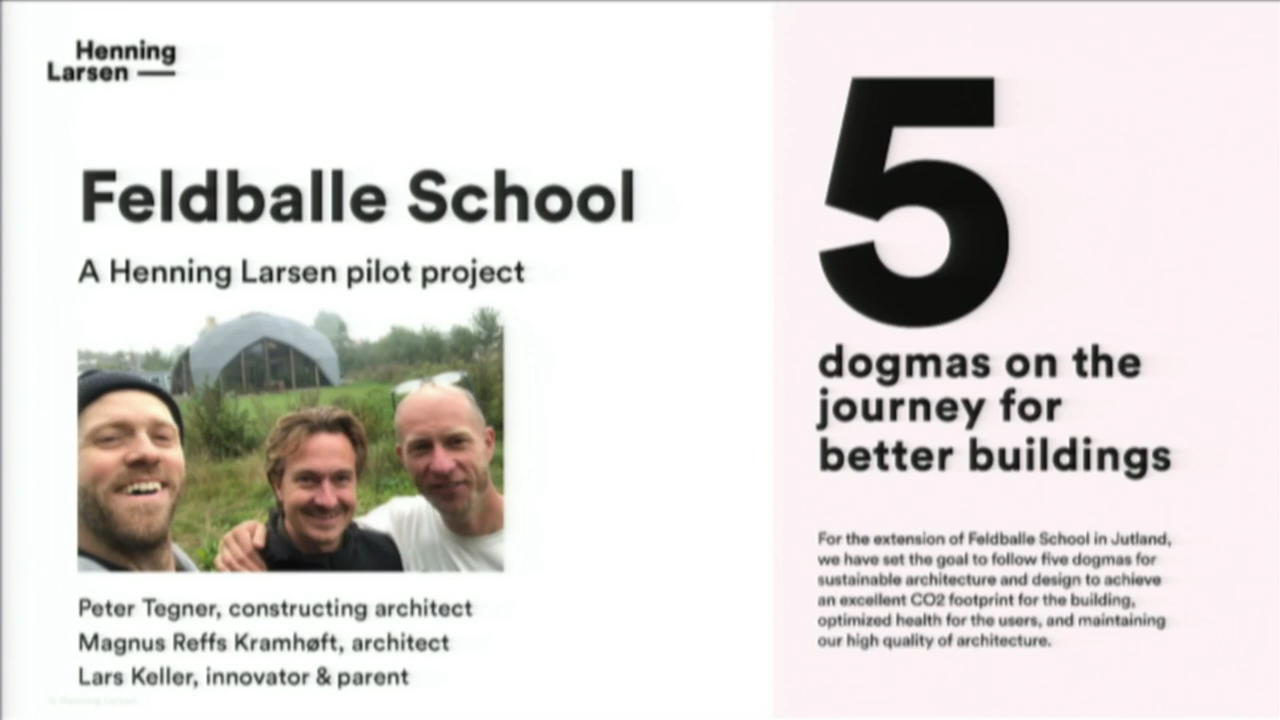 Henning
Larsen
Feldballe School
A Henning Larsen pilot project
Peter Tegner, constructing architect
Magnus Reffs Kramhøft, architect
Lars Keller, innovator & parent
© Henning Larsen
5
dogmas on the
journey for
better buildings
For the extension of Feldballe School in Jutland,
we have set the goal to follow five dogmas for
sustainable architecture and design to achieve
an excellent CO2 footprint for the building,
optimized health for the users, and maintaining
our high quality of architecture.